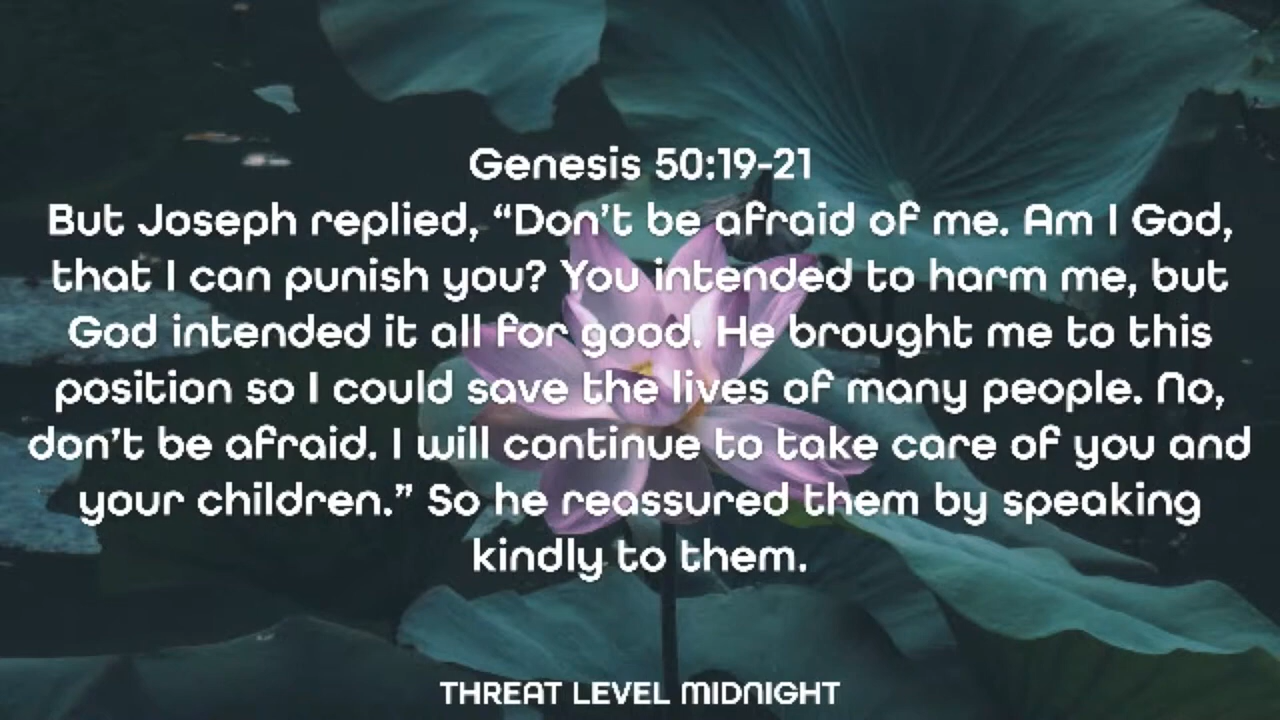 Genesis 50:19-21
But Joseph replied, “Don’t be afraid of me. Am I God,
that I can punish you? You intended to harm me, but
God intended it all for good. He brought me to this
position so I could save the lives of many people. No,
don’t be afraid. I will continue to take care of you and
your children.” So he reassured them by speaking
kindly to them.
THREAT LEVEL MIDNIGHT